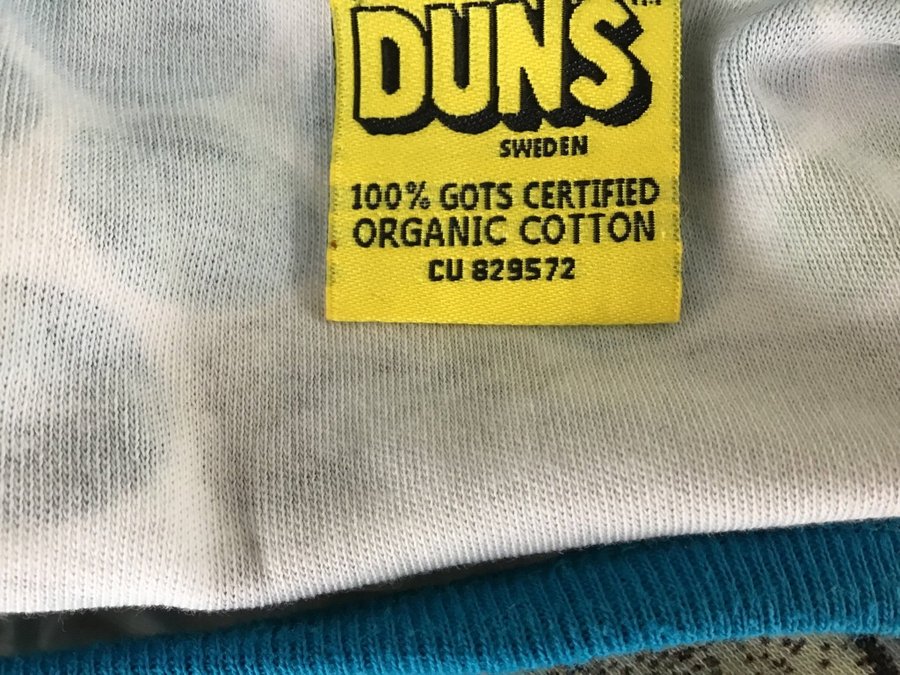 DUNS
SWEDEN
100% GOTS CERTIFIED
ORGANIC COTTON
CU 829572